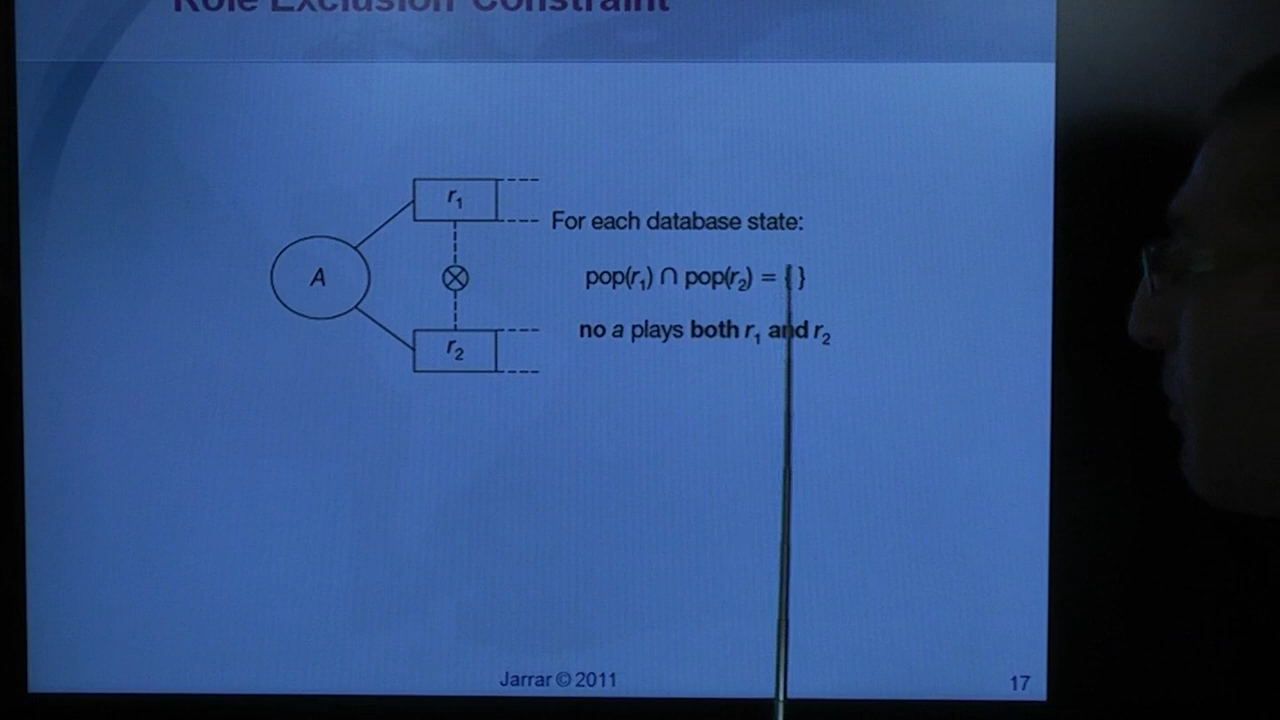 Role Exclusion Constraint
r1
For each database state:
A
pop(r1) ∩ pop(r2) = { }
no a plays both r1 and r2
r2
Jarrar © 2011
17